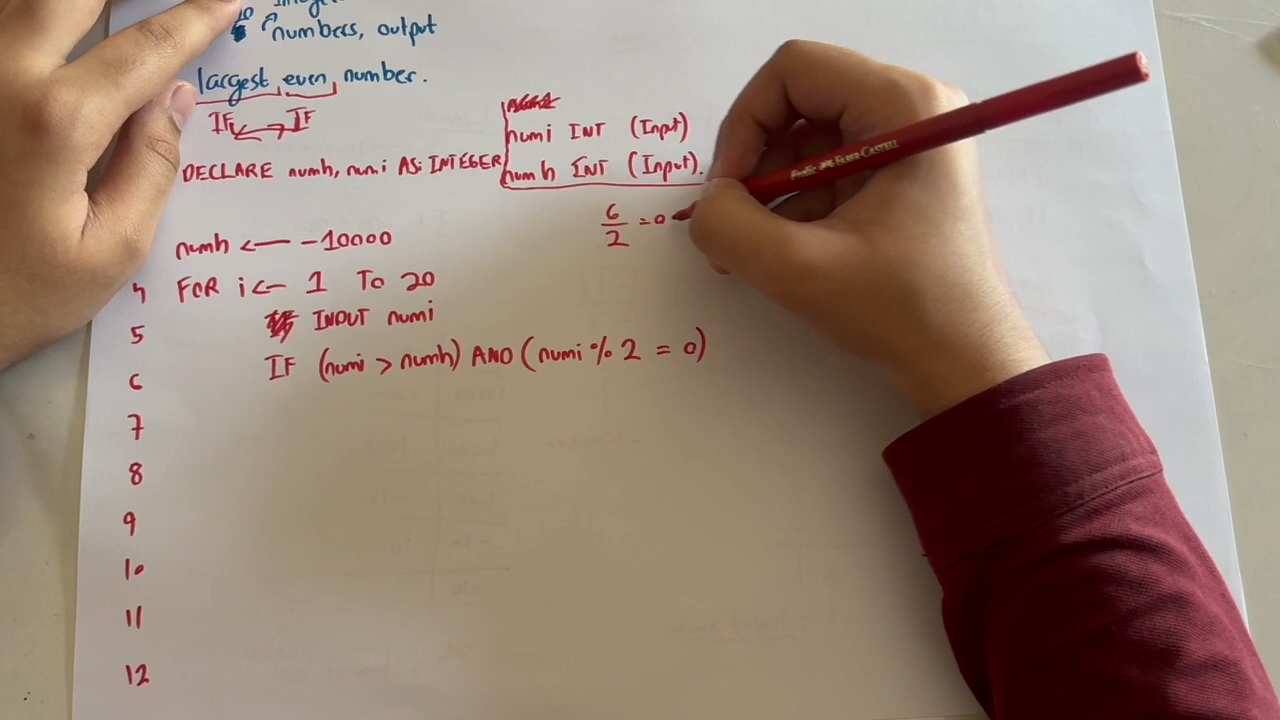 numbers, output
largest even number.
IF IF
numi INT (Input)
DECLARE numh, numi AS INTEGER
numh INT (Input).
6
2
=0
numh ← -10000
4 FOR i ← 1 To 20
5 INPUT numi
6 IF (numi > numh) AND (numi % 2 = 0)
7
8
9
10
11
12
FABER-CASTELL